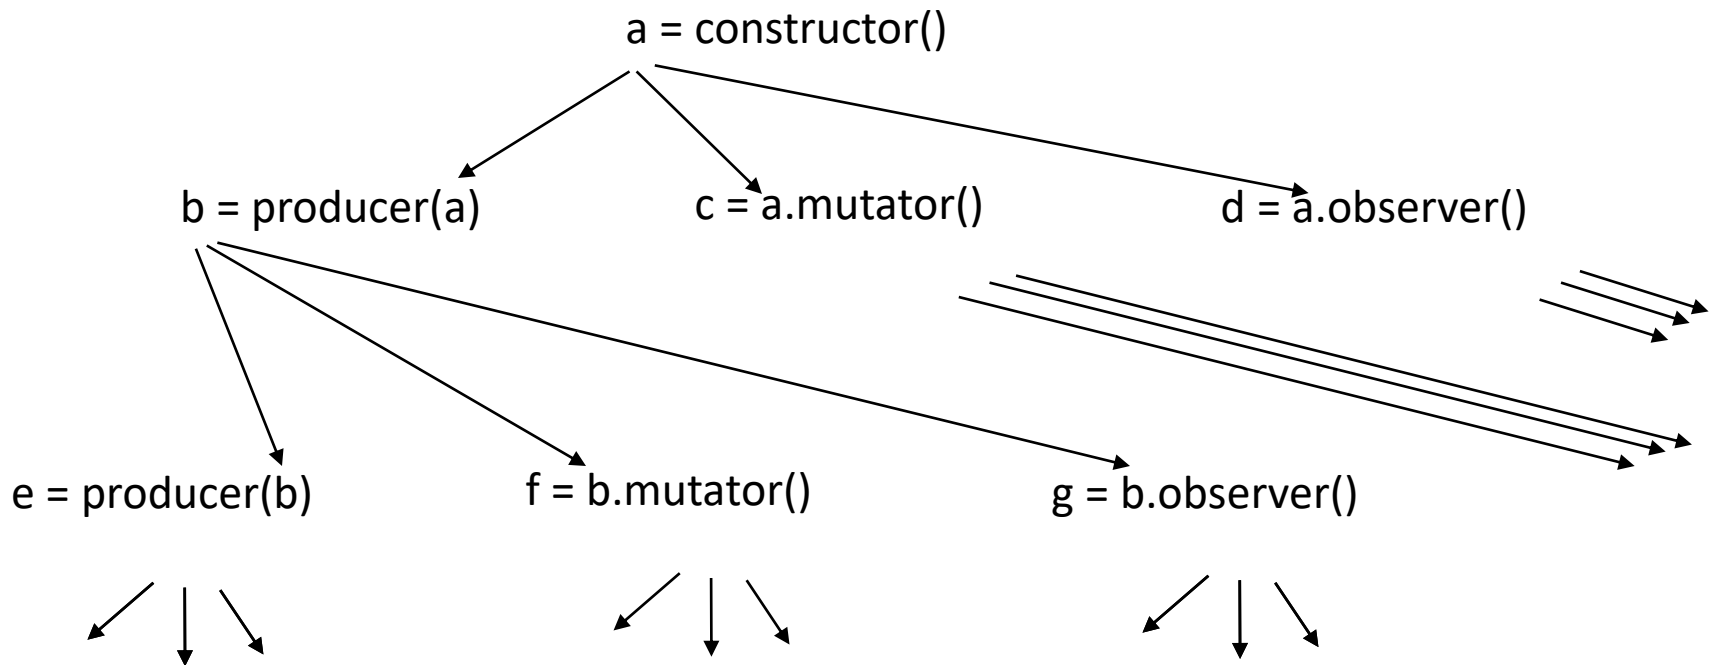 a = constructor()
b = producer(a)
c = a.mutator()
d = a.observer()
e = producer(b)
f = b.mutator()
g = b.observer()